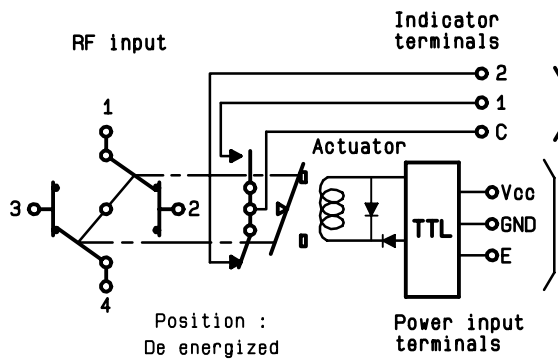 Indicator
terminals
RF input
2
1
C
1
Actuator
3
2
TTL
Vcc
GND
E
4
Position :
De energized
Power input
terminals